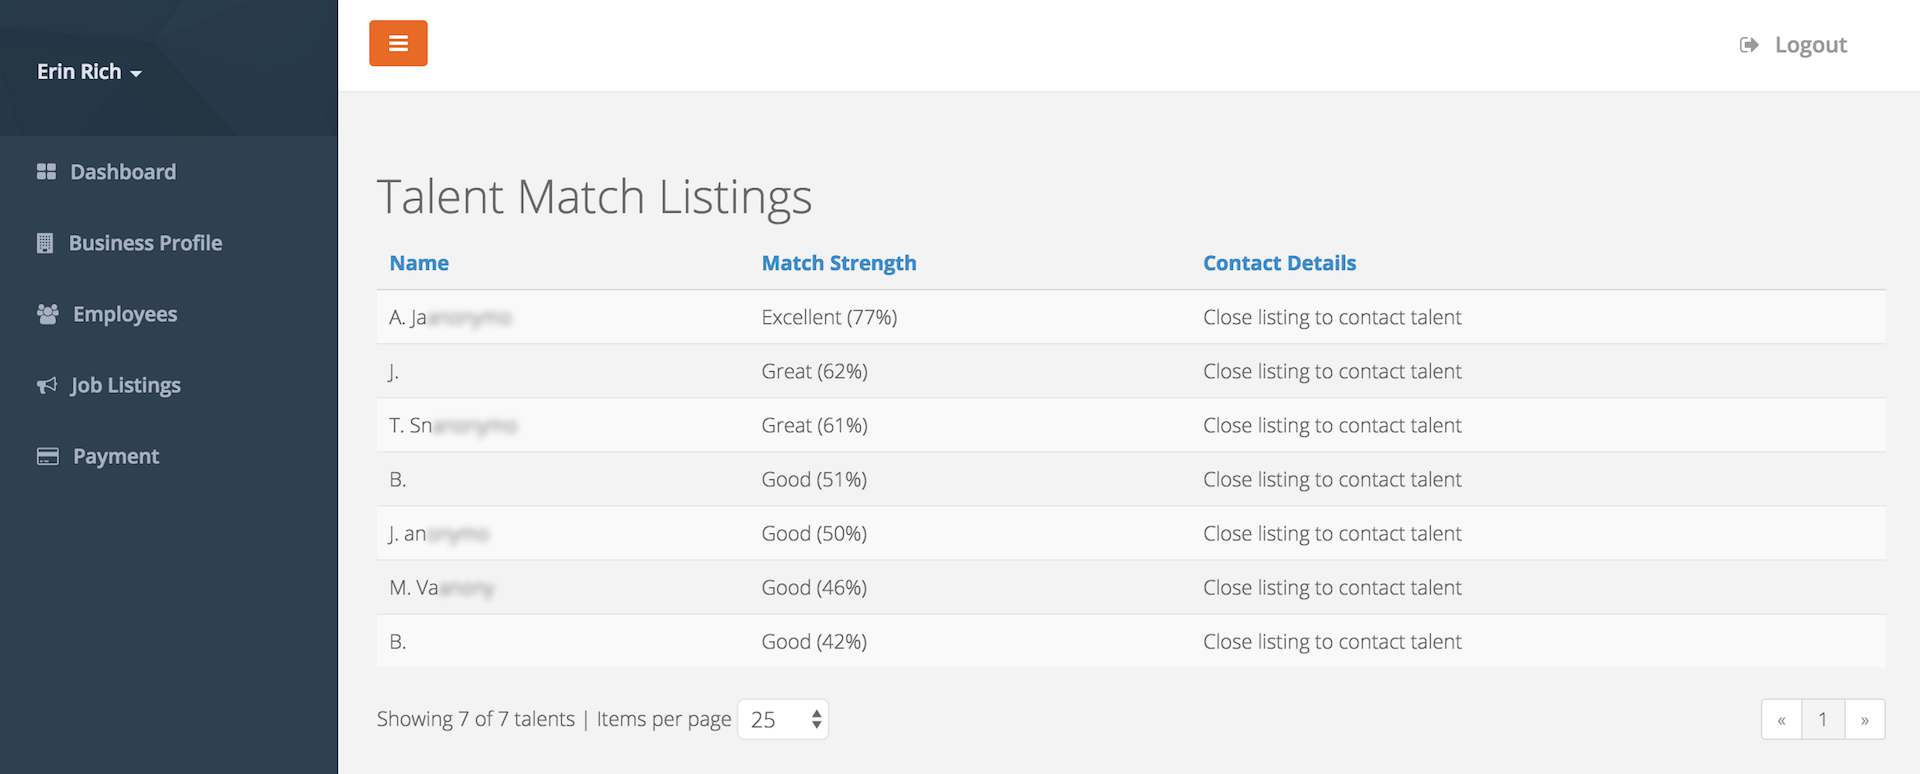 Erin Rich
Logout
Dashboard
Business Profile
Employees
Job Listings
Payment
Talent Match Listings
Name Match Strength Contact Details
A. Ja Excellent (77%) Close listing to contact talent
J. Great (62%) Close listing to contact talent
T. Sn Great (61%) Close listing to contact talent
B. Good (51%) Close listing to contact talent
J. an Good (50%) Close listing to contact talent
M. Va Good (46%) Close listing to contact talent
B. Good (42%) Close listing to contact talent
Showing 7 of 7 talents | Items per page 25
« 1 »